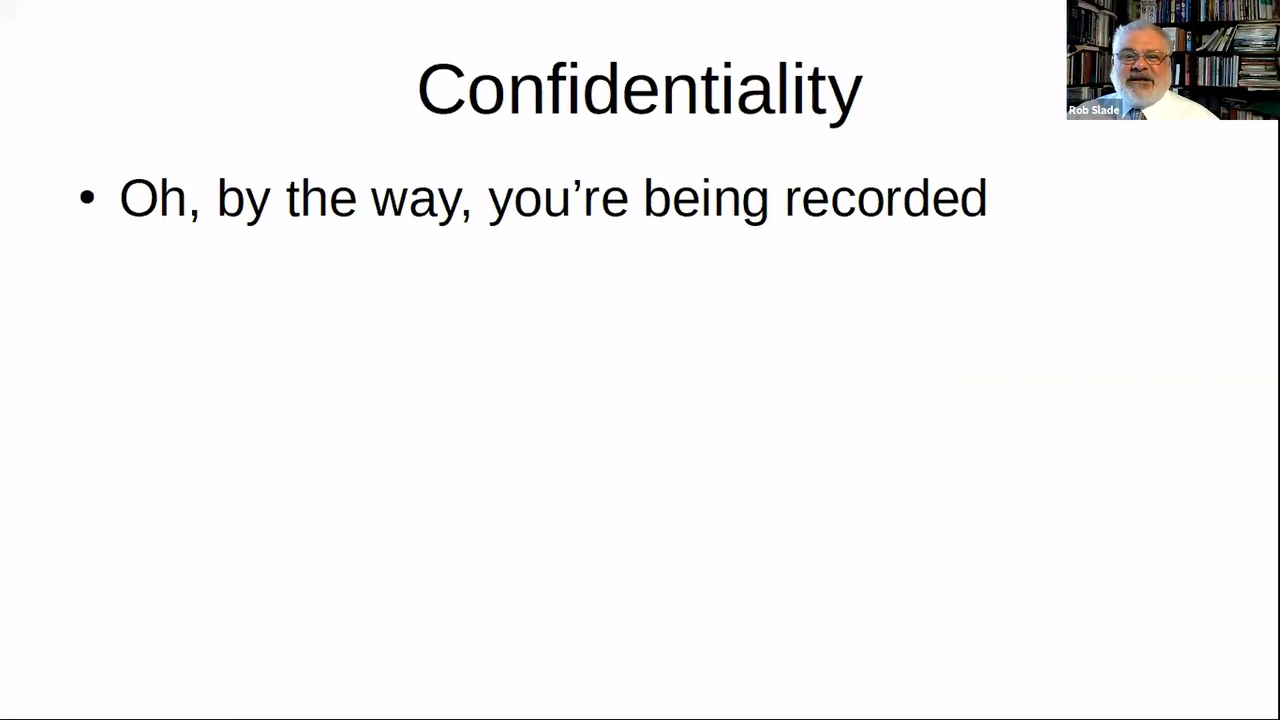 Confidentiality
Rob Slade
• Oh, by the way, you’re being recorded